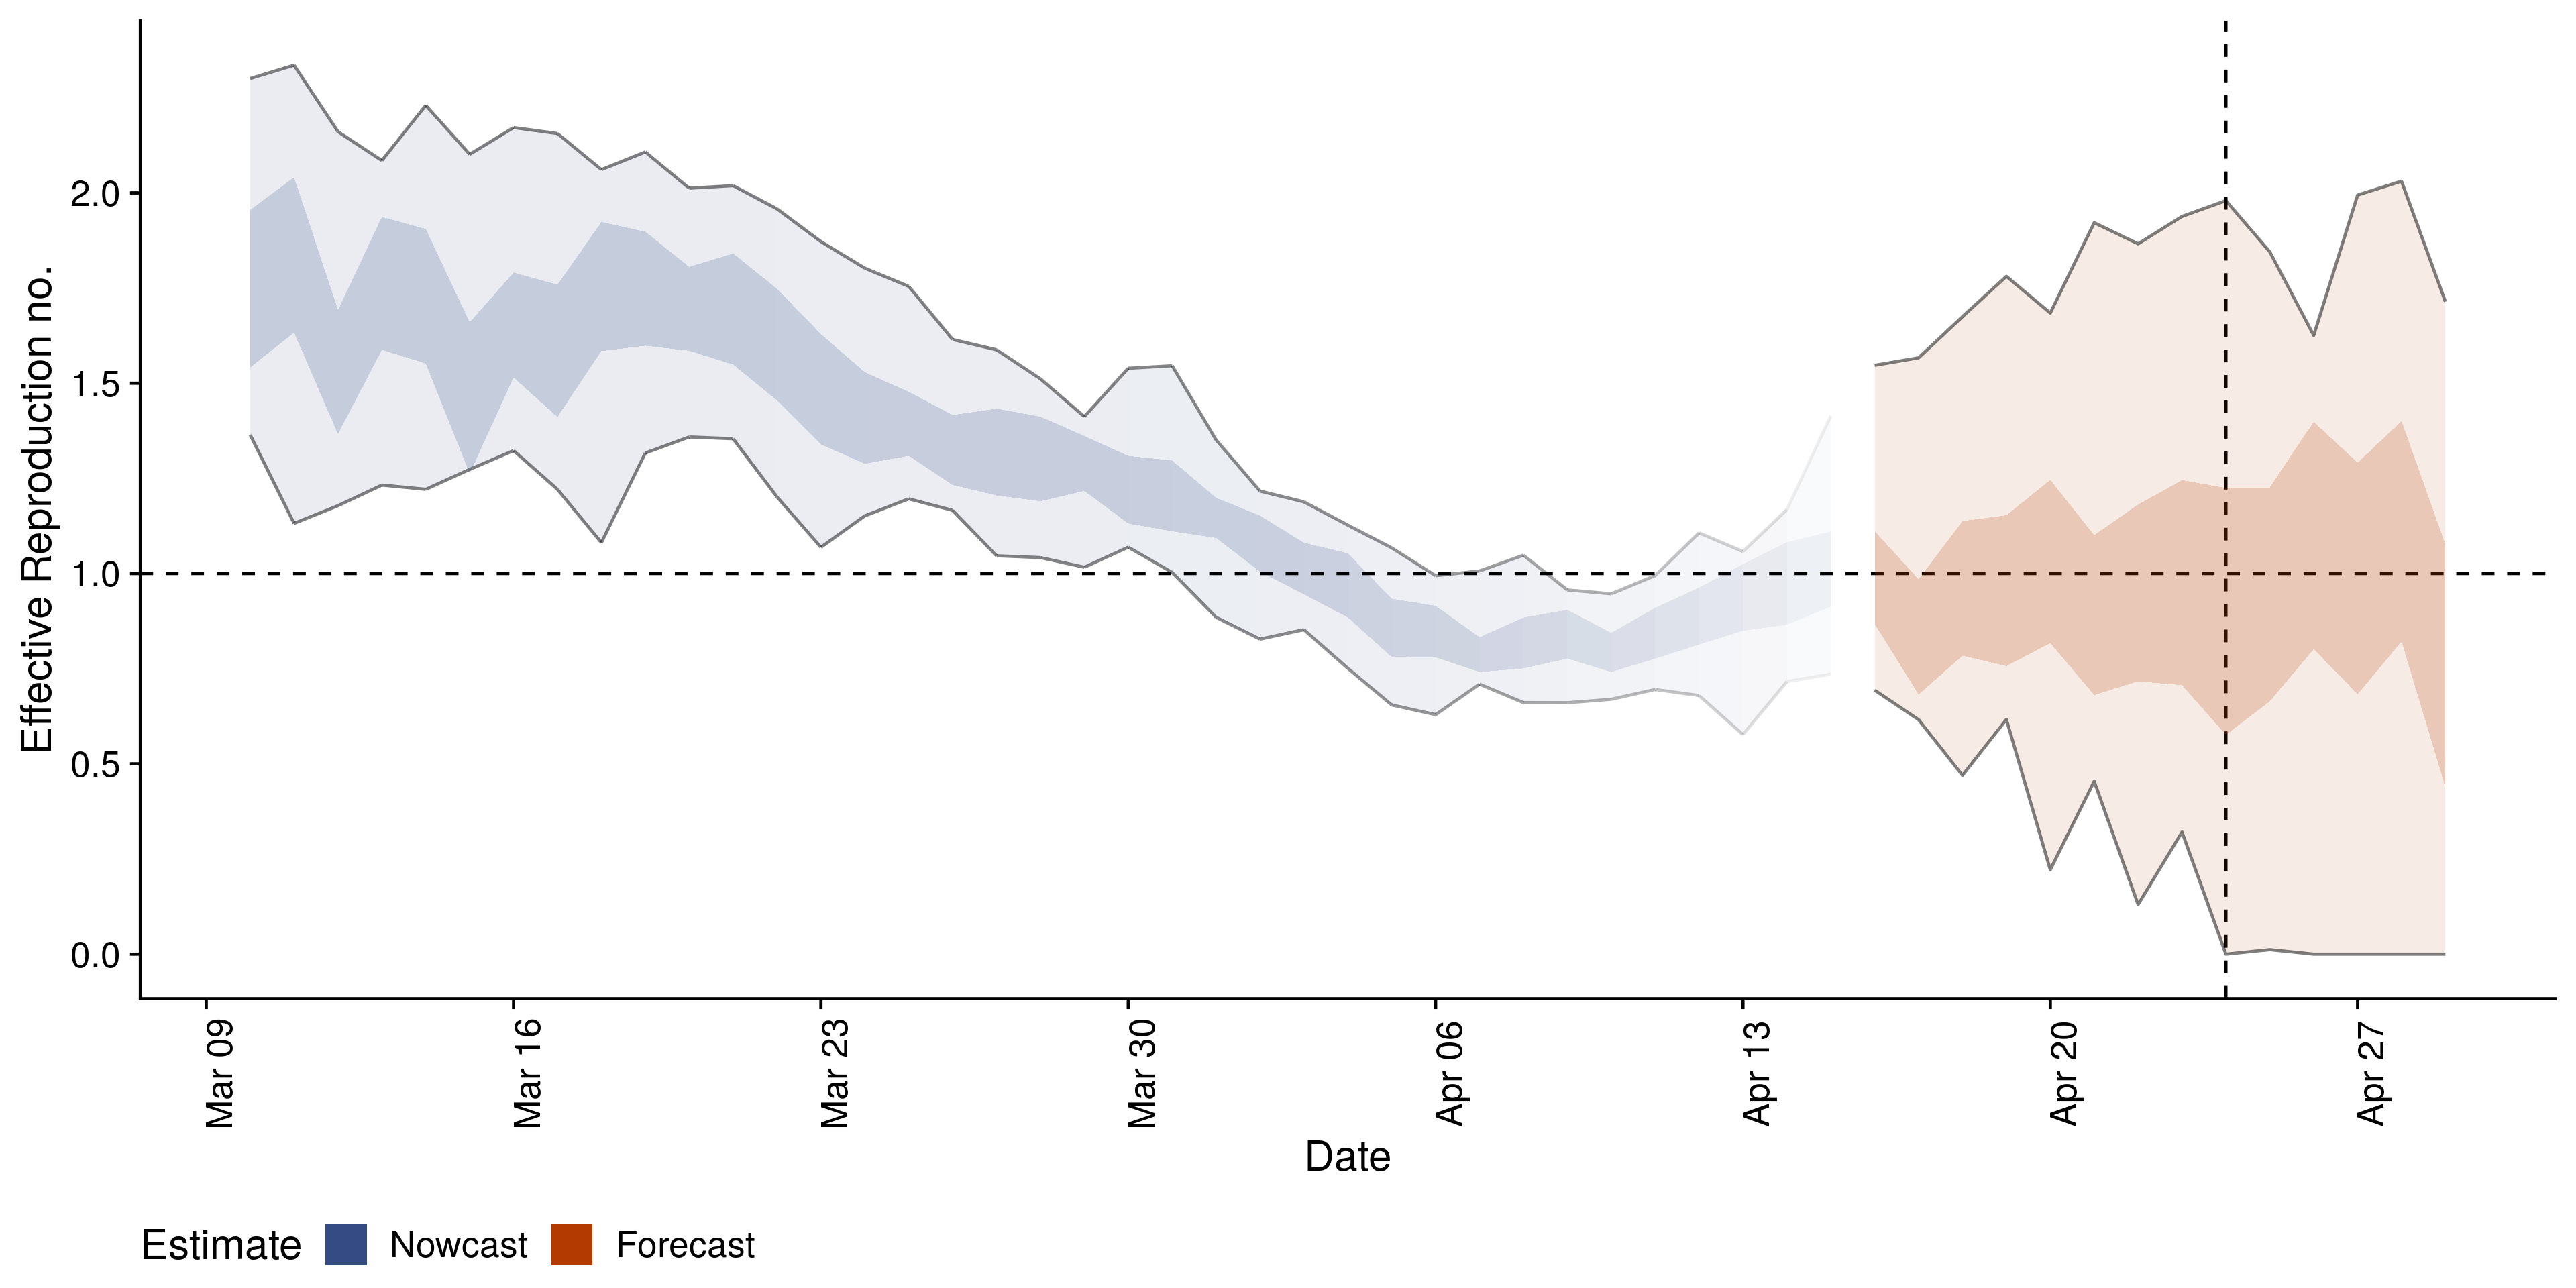 Effective Reproduction no.
2.0
1.5
1.0
0.5
0.0
Mar 09
Mar 16
Mar 23
Mar 30
Apr 06
Apr 13
Apr 20
Apr 27
Date
Estimate Nowcast Forecast